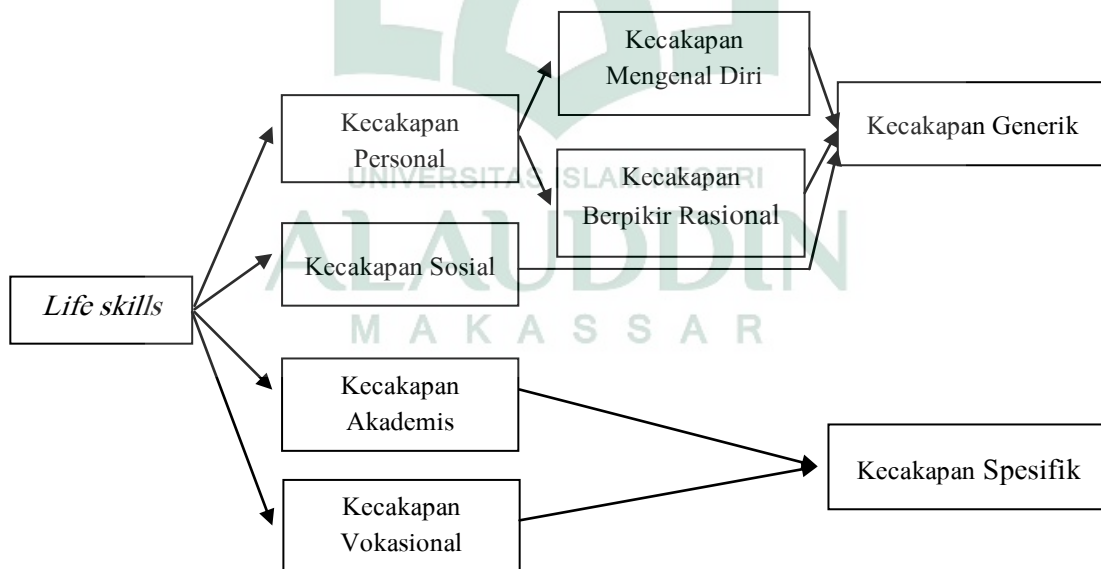 Life skills
Kecakapan
Personal
Kecakapan Sosial
Kecakapan
Akademis
Kecakapan
Vokasional
Kecakapan
Mengenal Diri
Kecakapan
Berpikir Rasional
Kecakapan Generik
Kecakapan Spesifik
UNIVERSITAS ISLAM NEGERI
ALAUDDIN
MAKASSAR